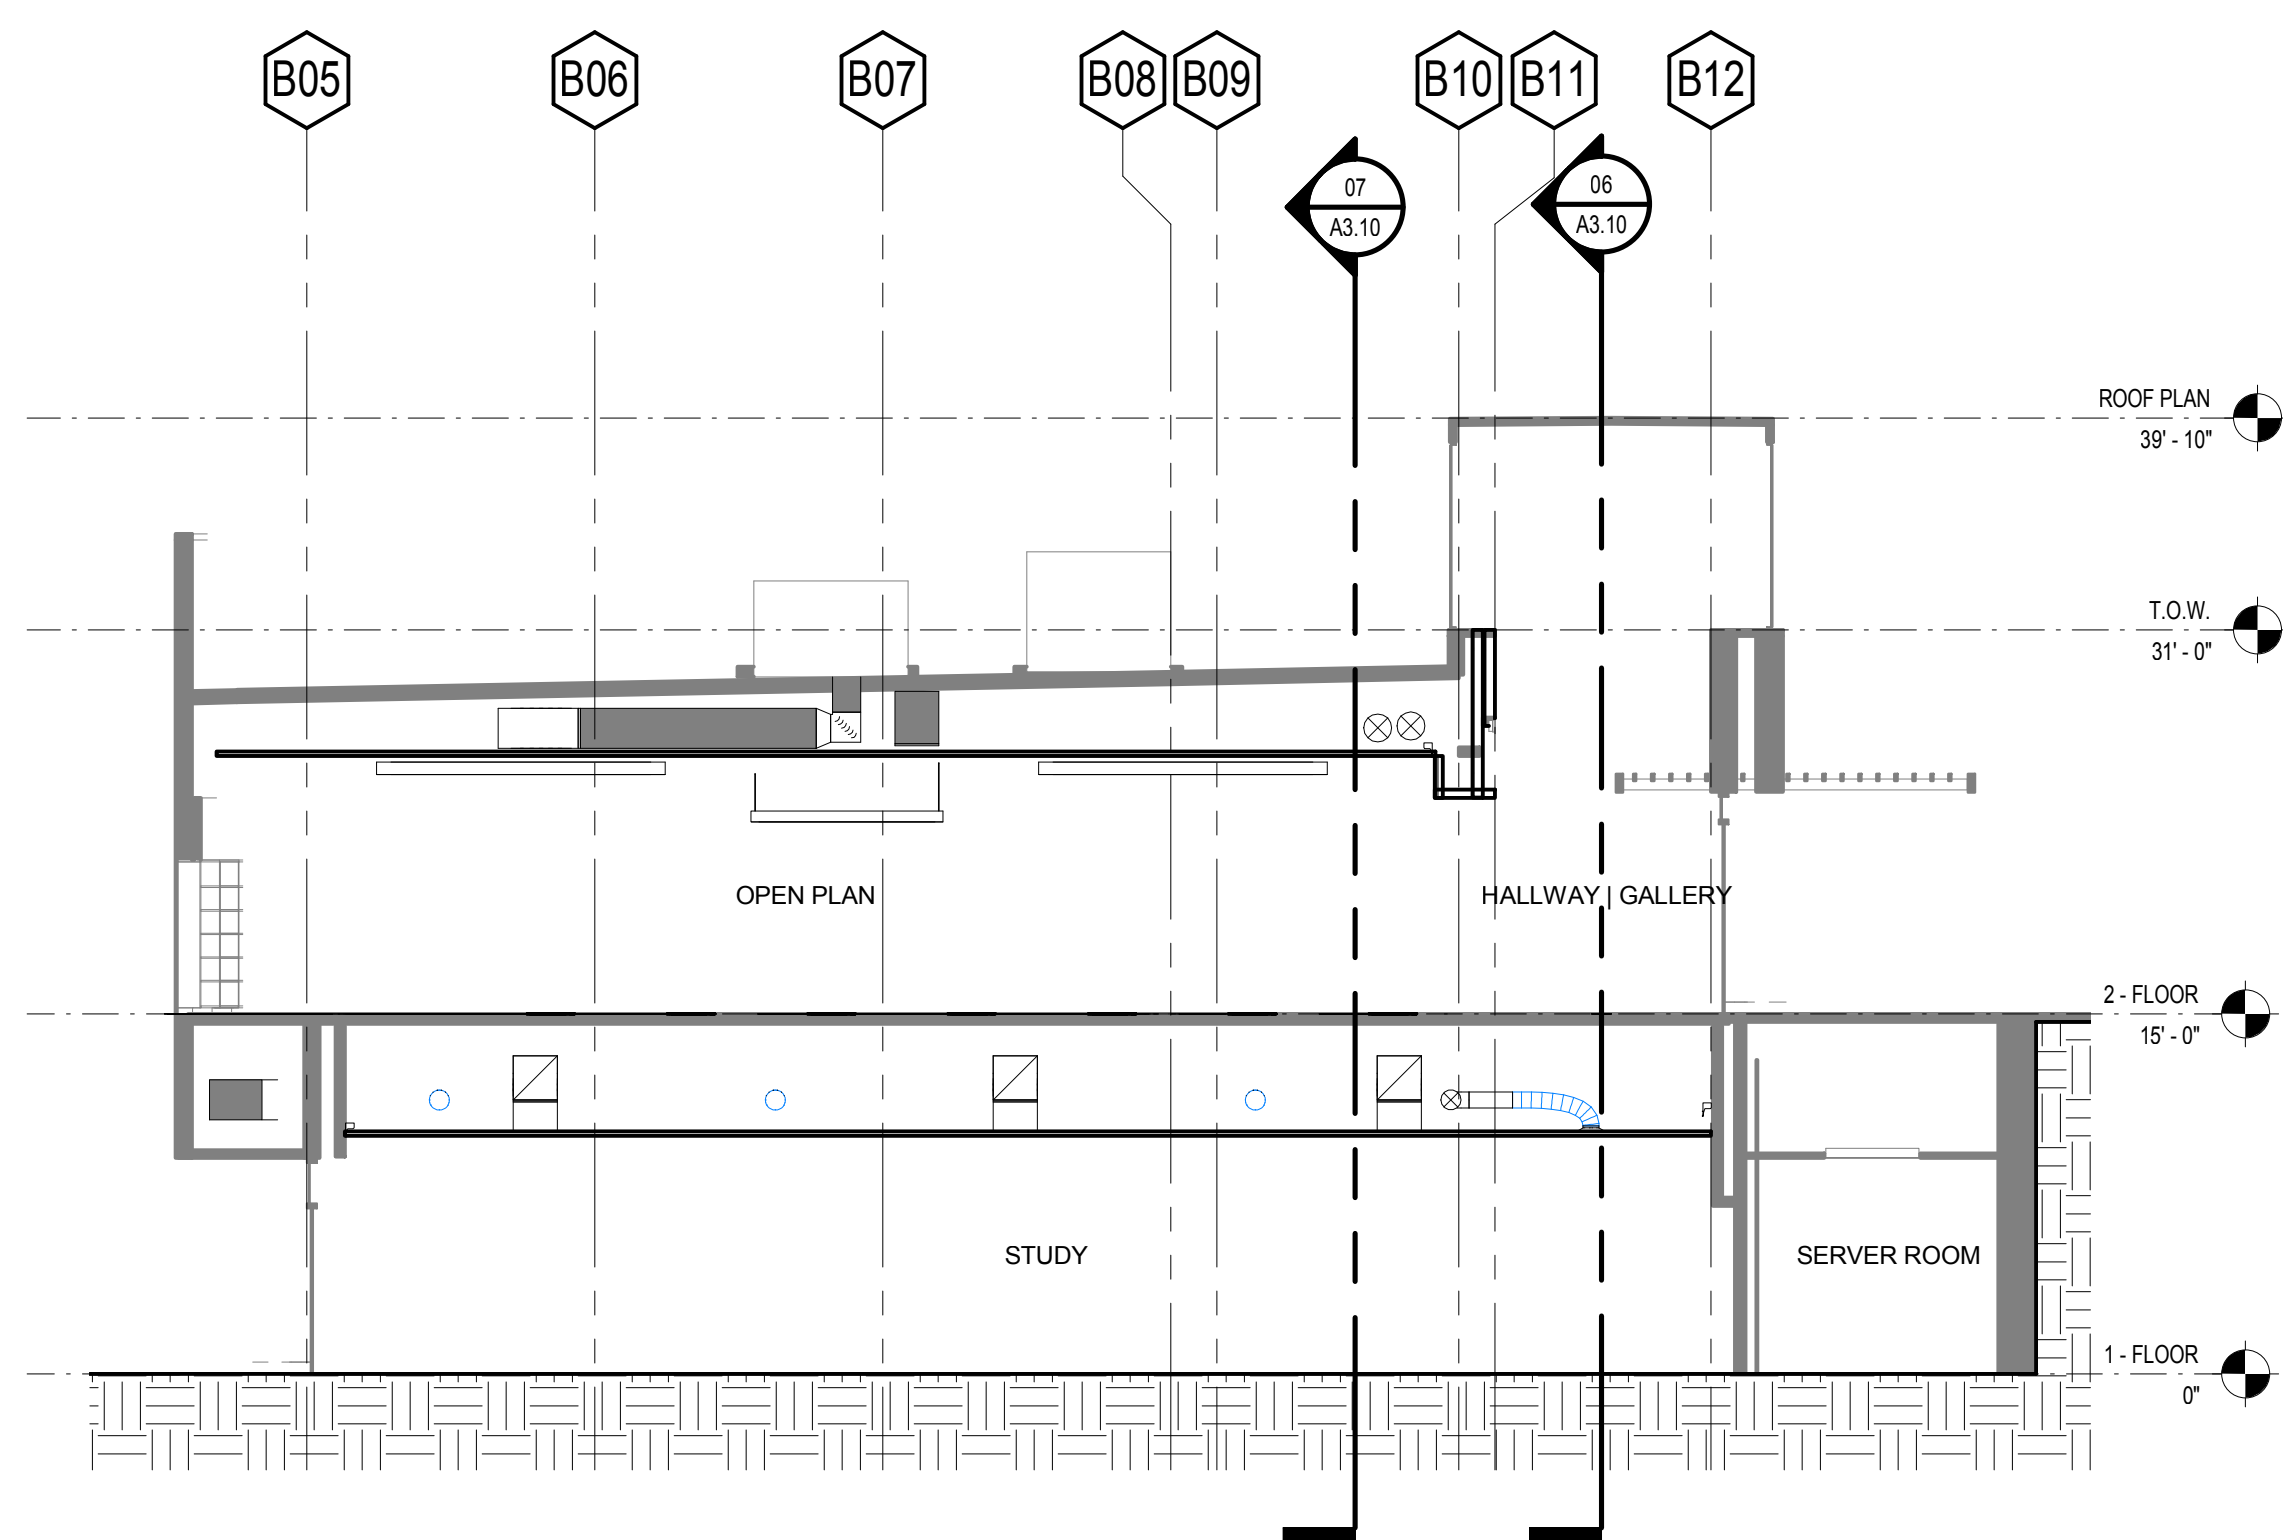 B05 B06 B07 B08 B09 B10 B11 B12
07
A3.10
06
A3.10
ROOF PLAN
39' - 10"
T.O.W.
31' - 0"
OPEN PLAN
HALLWAY | GALLERY
2 - FLOOR
15' - 0"
STUDY
SERVER ROOM
1 - FLOOR
0"